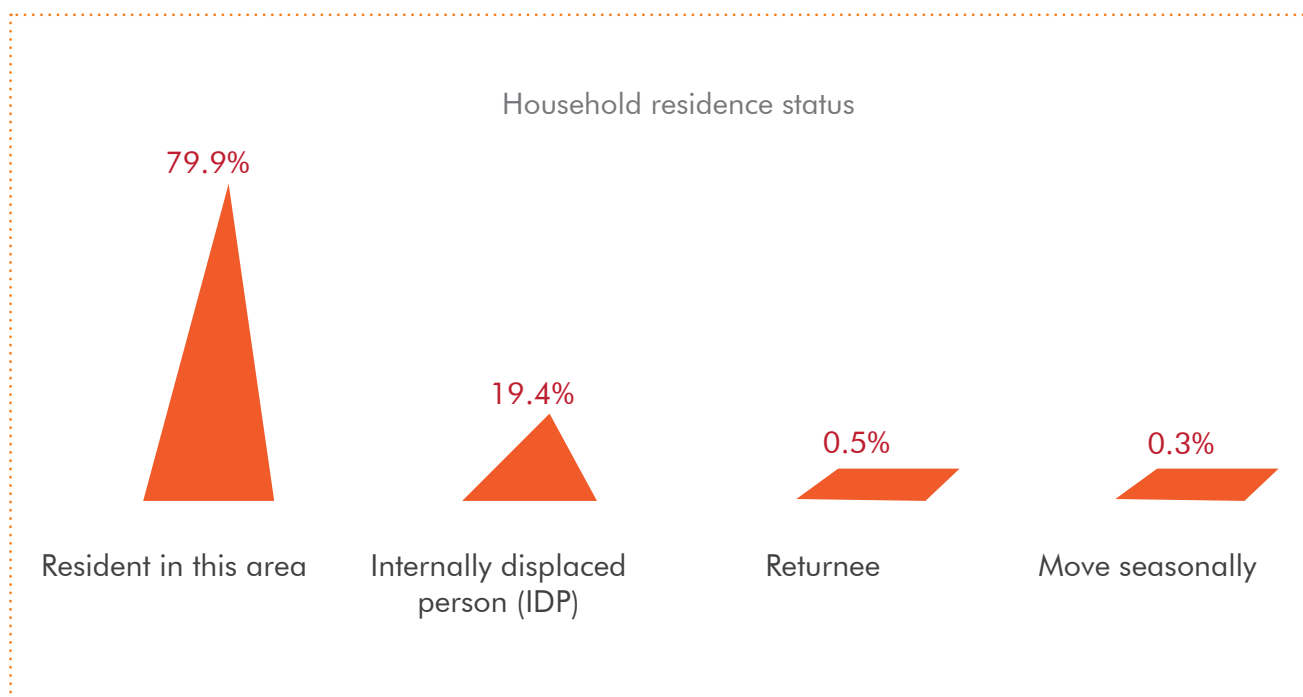 Household residence status
79.9%
19.4%
0.5%
0.3%
Resident in this area
Internally displaced
person (IDP)
Returnee
Move seasonally